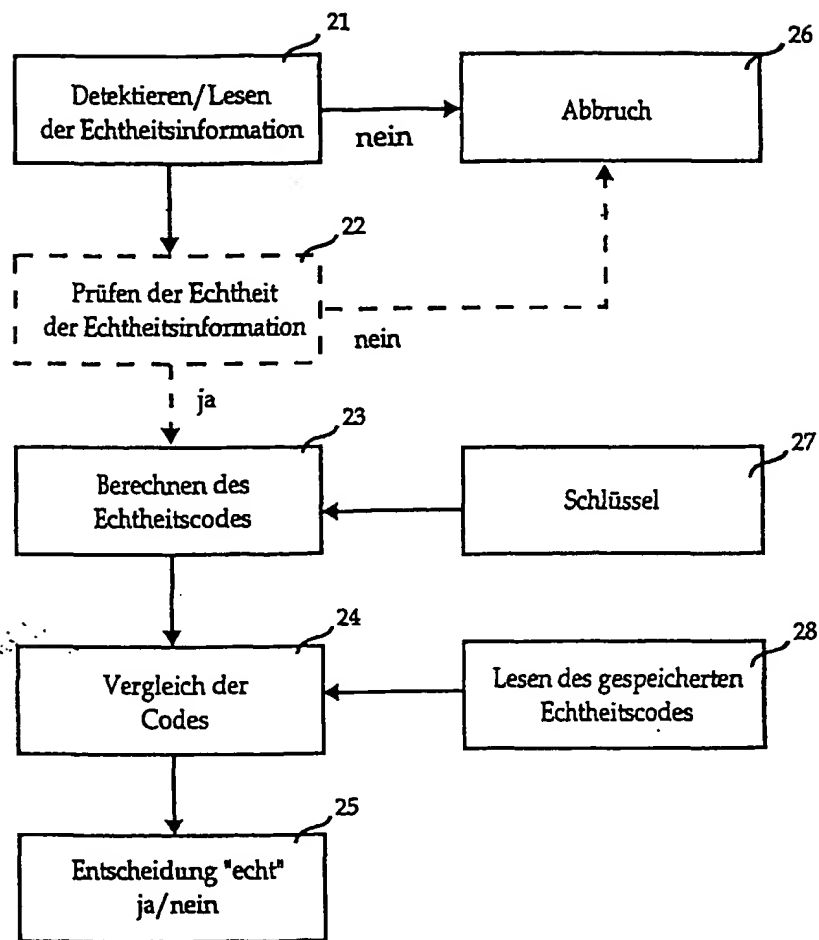 21
Detektieren/Lesen
der Echtheitsinformation
nein
26
Abbruch
22
Prüfen der Echtheit
der Echtheitsinformation
nein
ja
23
Berechnen des
Echtheitscodes
27
Schlüssel
24
Vergleich der
Codes
28
Lesen des gespeicherten
Echtheitscodes
25
Entscheidung "echt"
ja/nein